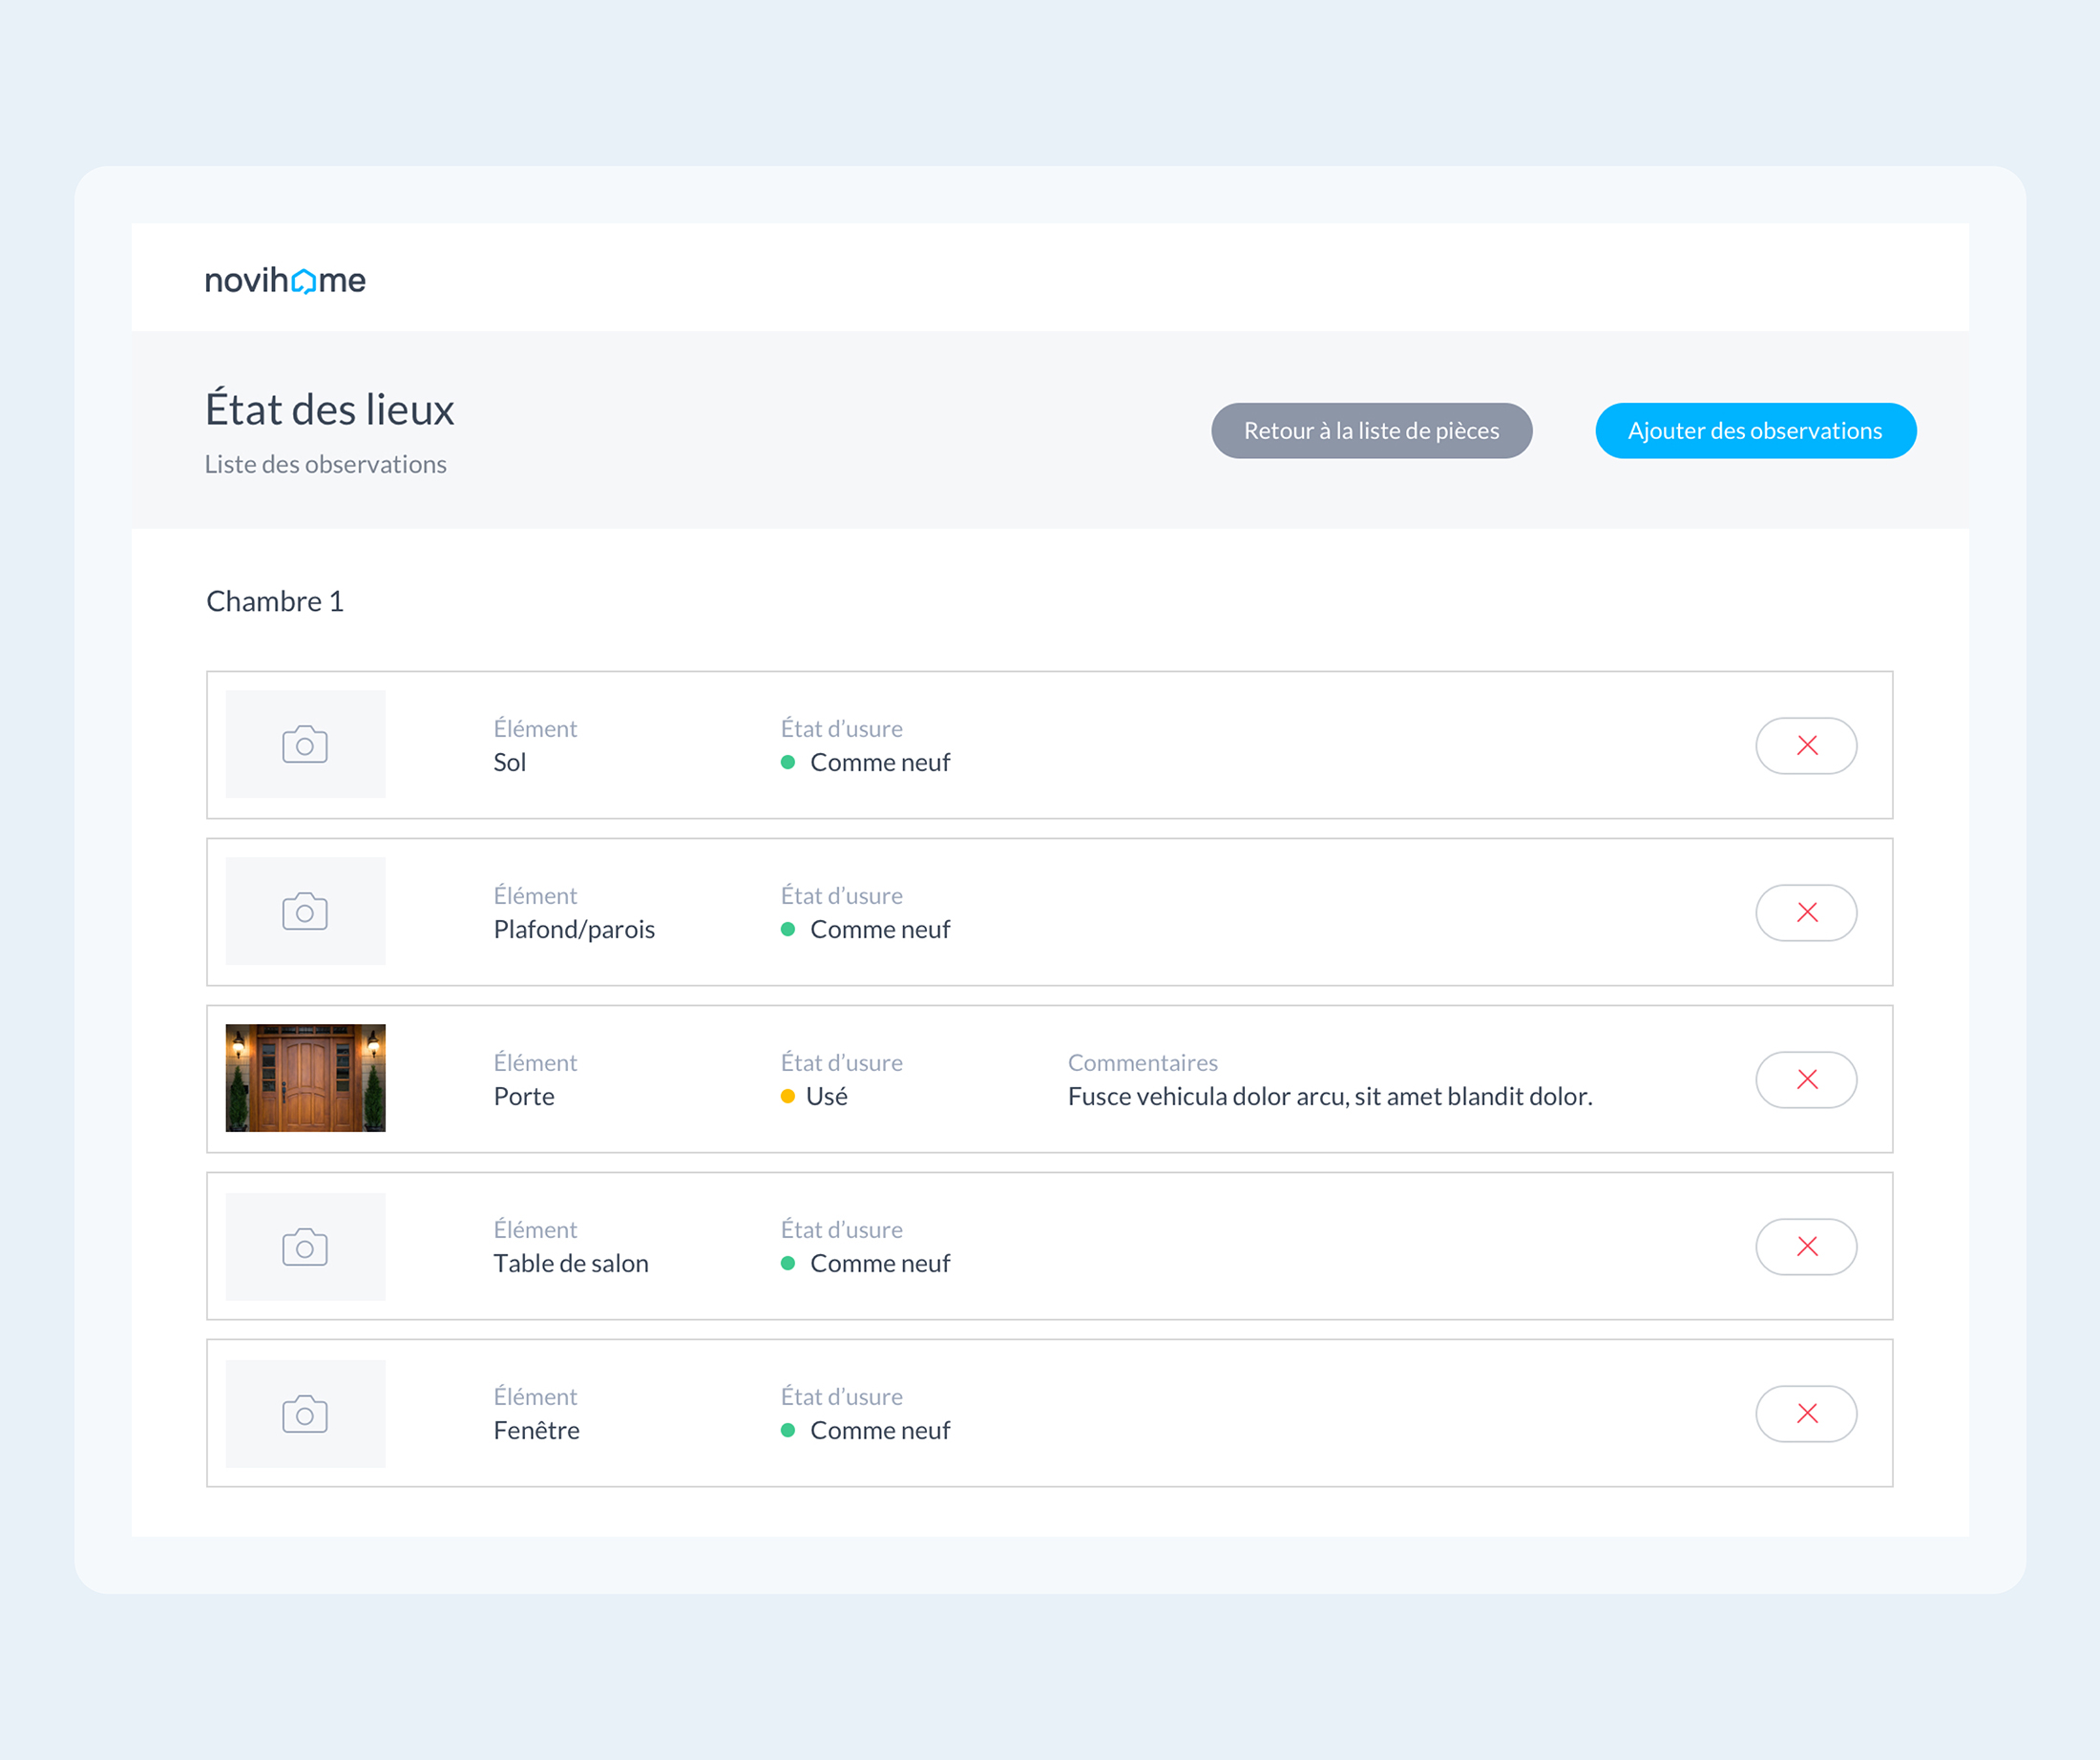 novihome
État des lieux
Liste des observations
Retour à la liste de pièces
Ajouter des observations
Chambre 1
Élément
Sol
État d’usure
Comme neuf
Élément
Plafond/parois
État d’usure
Comme neuf
Élément
Porte
État d’usure
Usé
Commentaires
Fusce vehicula dolor arcu, sit amet blandit dolor.
Élément
Table de salon
État d’usure
Comme neuf
Élément
Fenêtre
État d’usure
Comme neuf